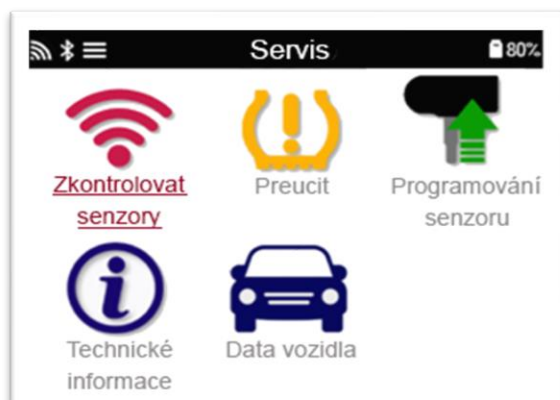 Servis
80%
Zkontrolovat
senzory
Preucit
Programování
senzoru
Technické
informace
Data vozidla